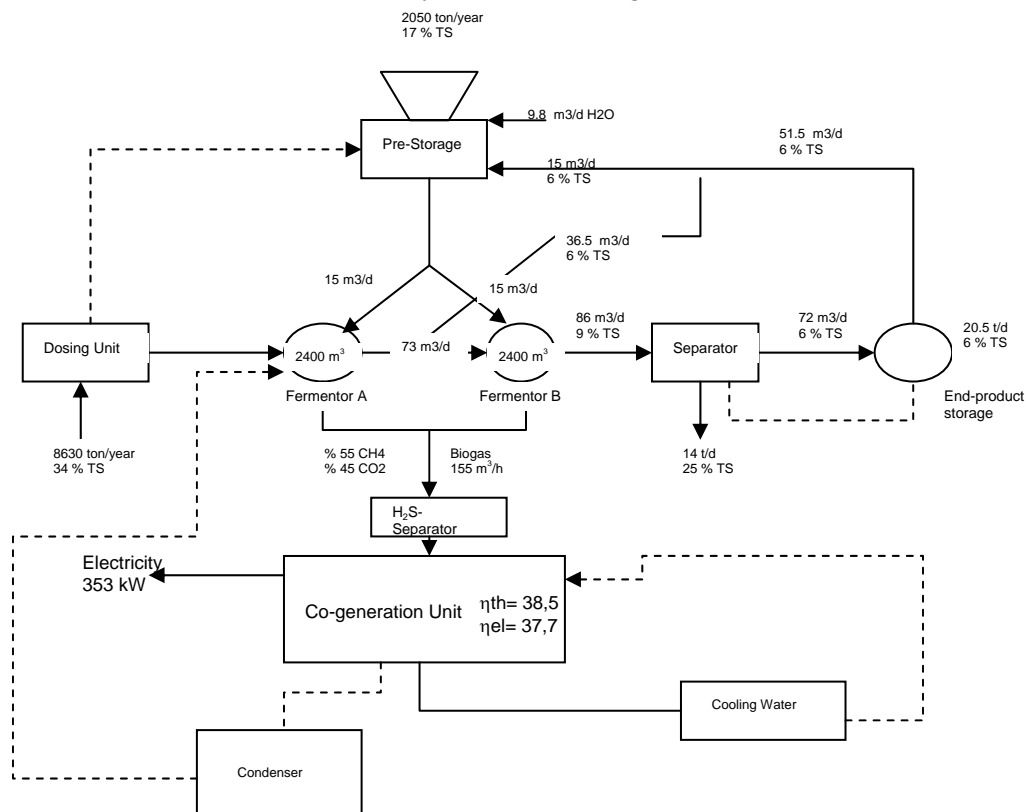 2050 ton/year
17 % TS
9.8 m3/d H2O
Pre-Storage
51.5 m3/d
6 % TS
15 m3/d
6 % TS
36.5 m3/d
6 % TS
15 m3/d
15 m3/d
86 m3/d
9 % TS
72 m3/d
6 % TS
20.5 t/d
6 % TS
Dosing Unit
2400 m³
73 m3/d
2400 m³
Separator
Fermentor A
Fermentor B
End-product
storage
8630 ton/year
34 % TS
% 55 CH4
% 45 CO2
Biogas
155 m³/h
14 t/d
25 % TS
H₂S-
Separator
Electricity
353 kW
Co-generation Unit
ηth= 38,5
ηel= 37,7
Cooling Water
Condenser